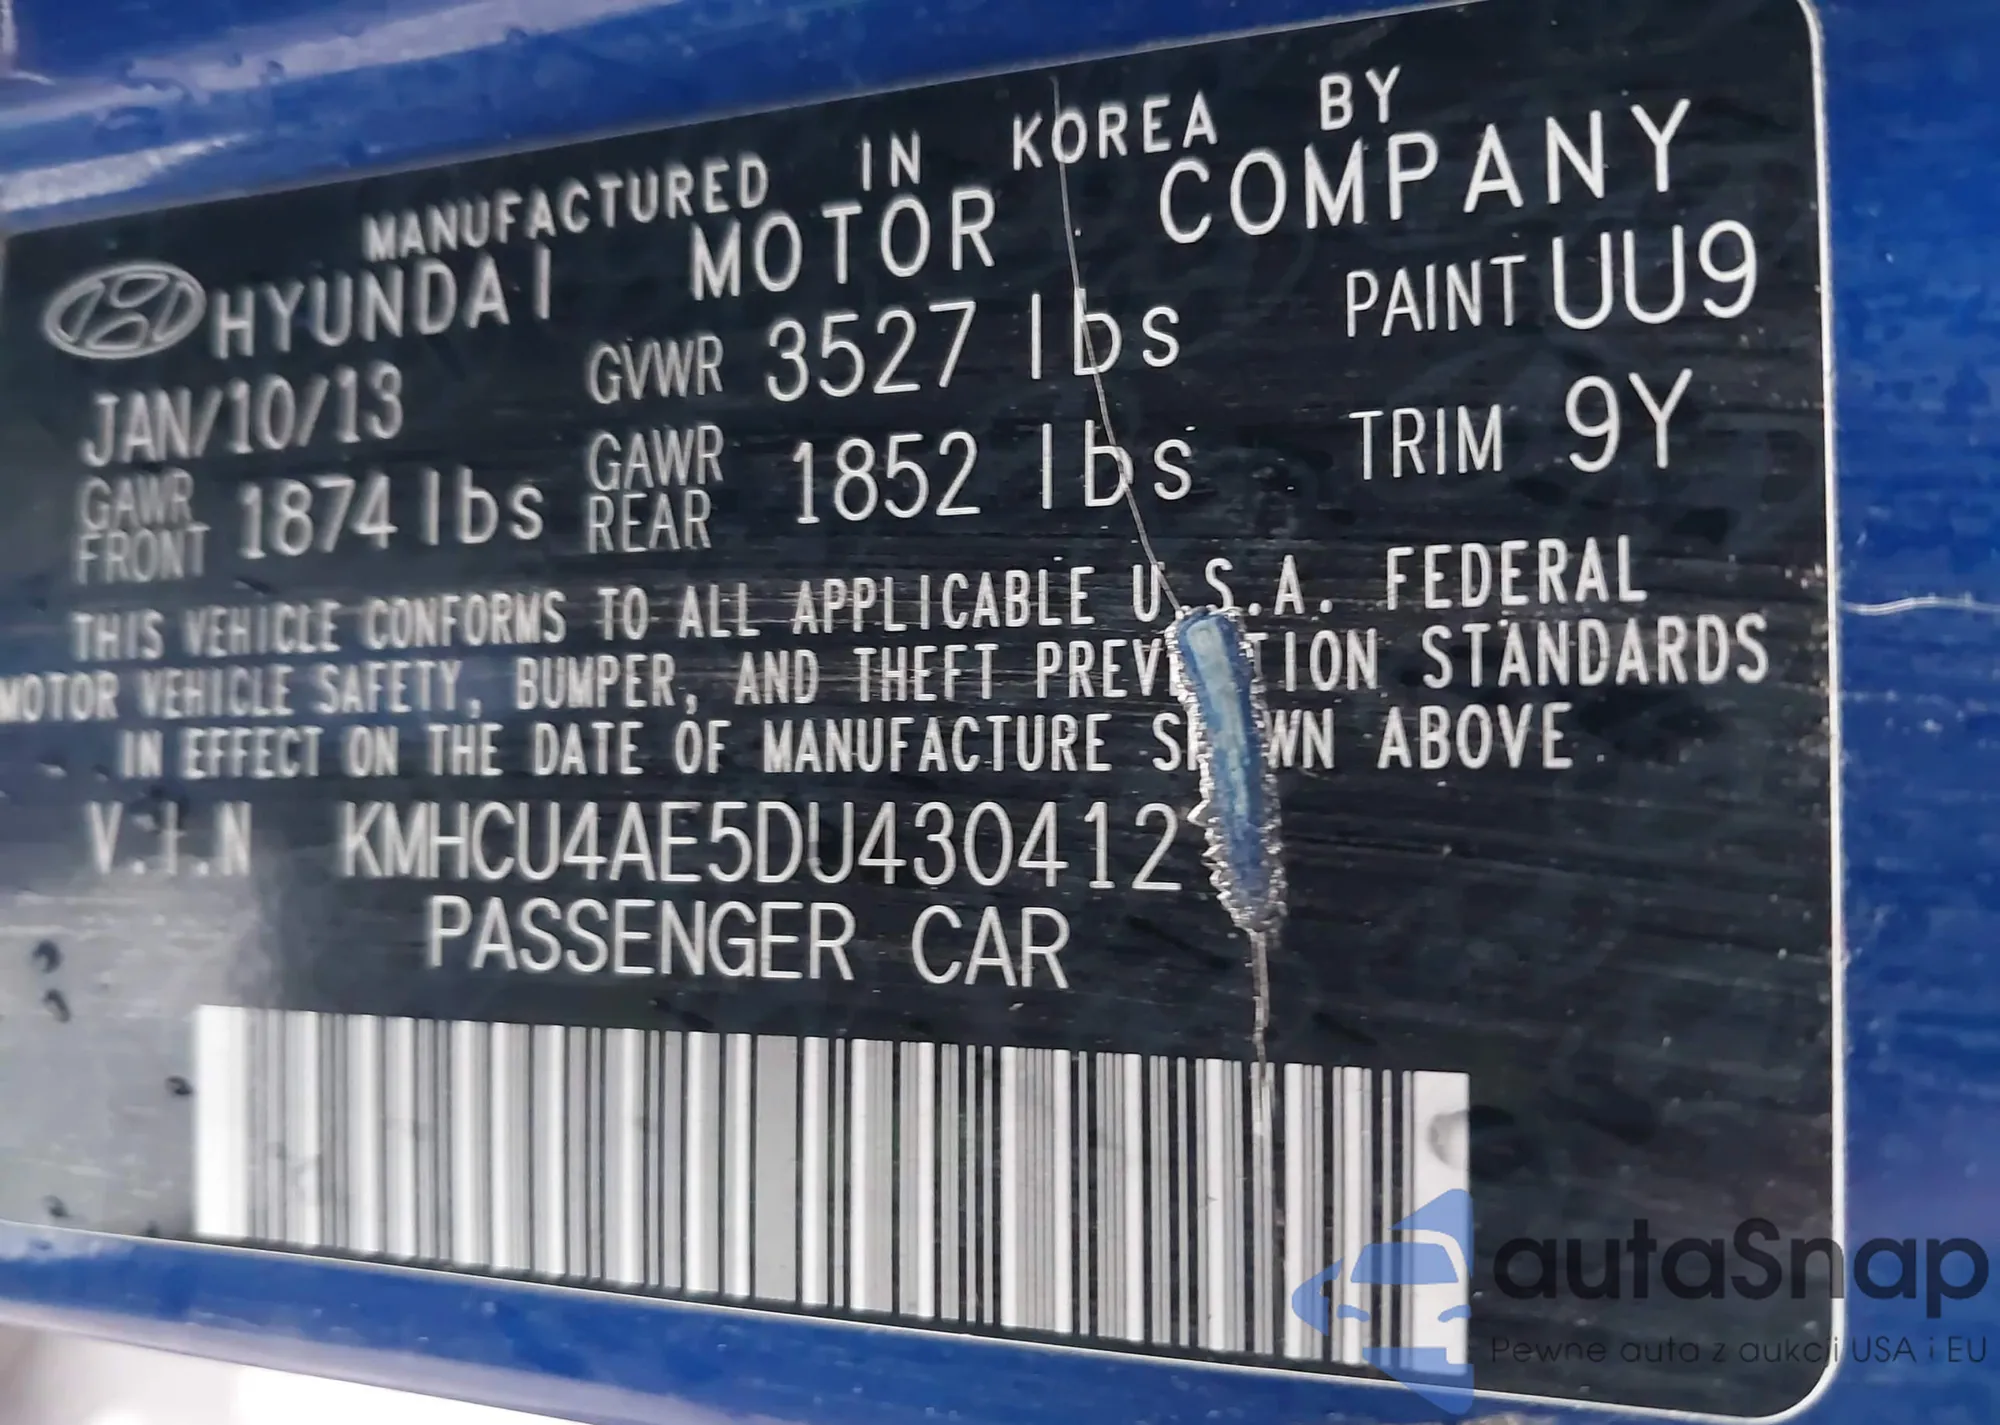 MANUFACTURED IN KOREA BY
HYUNDAI MOTOR COMPANY
JAN/10/13 GVWR 3527 lbs PAINT UU9
GAWR FRONT 1874 lbs GAWR REAR 1852 lbs TRIM 9Y
THIS VEHICLE CONFORMS TO ALL APPLICABLE U.S.A. FEDERAL
MOTOR VEHICLE SAFETY, BUMPER, AND THEFT STANDARDS
IN EFFECT ON THE DATE OF MANUFACTURE ABOVE.
V.I.N KMHCU4AE5DU430412
PASSENGER CAR
autaSnap
Pewne auta z aukcji USA i EU